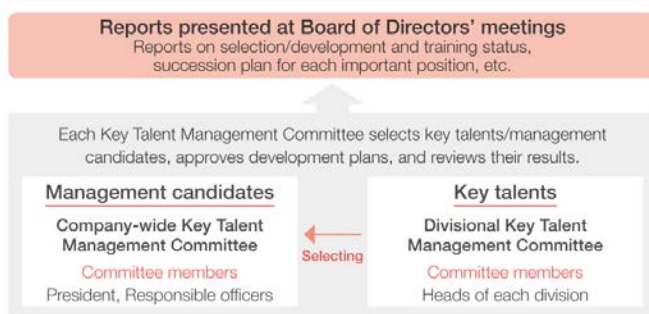 Reports presented at Board of Directors' meetings
Reports on selection/development and training status,
succession plan for each important position, etc.
Each Key Talent Management Committee selects key talents/management
candidates, approves development plans, and reviews their results.
Management candidates
Company-wide Key Talent
Management Committee
Committee members
President, Responsible officers
Selecting
Key talents
Divisional Key Talent
Management Committee
Committee members
Heads of each division